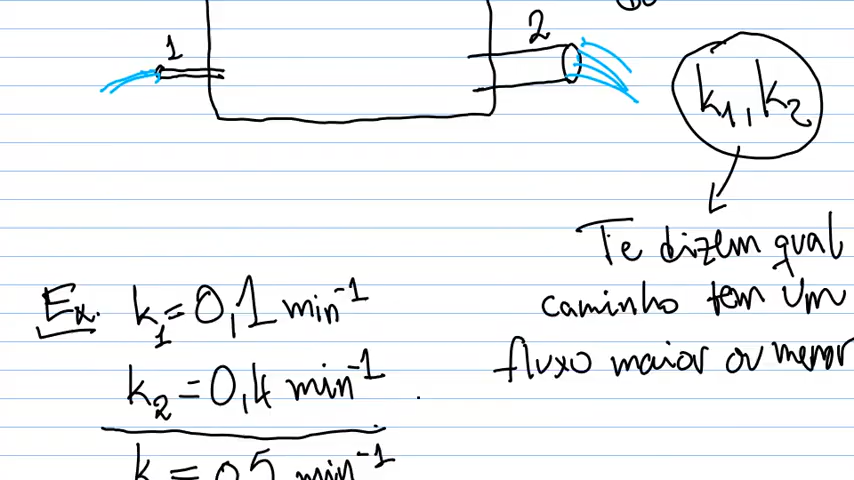 1
2
k1, k2
Te dizem qual
caminho tem um
fluxo maior ou menor
Ex. k1 = 0,1 min⁻¹
k2 = 0,4 min⁻¹
k = 0,5 min⁻¹